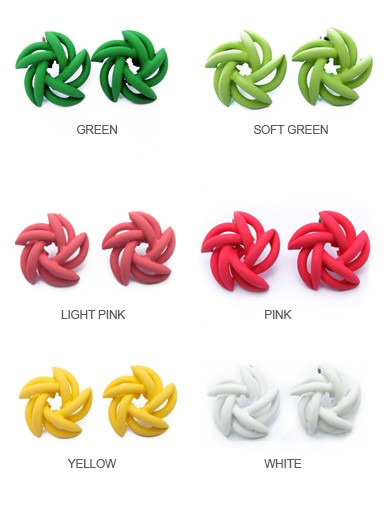 GREEN
SOFT GREEN
LIGHT PINK
PINK
YELLOW
WHITE